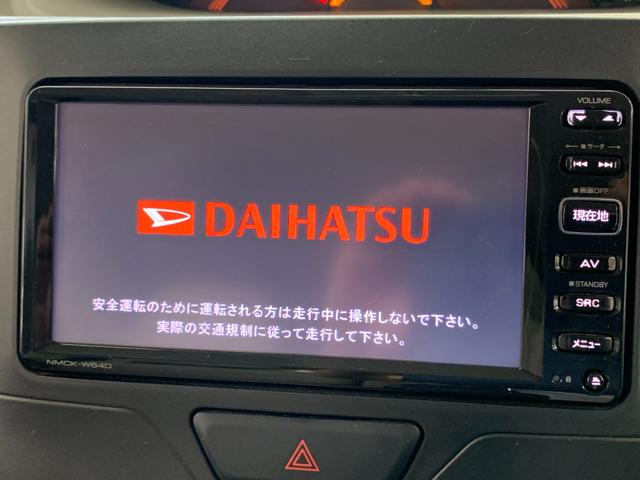 VOLUME
サーチ
画面OFF
現在地
AV
STANDBY
SRC
メニュー
DAIHATSU
安全運転のために運転される方は走行中に操作しないで下さい。
実際の交通規制に従って走行して下さい。
NMCK-W64D